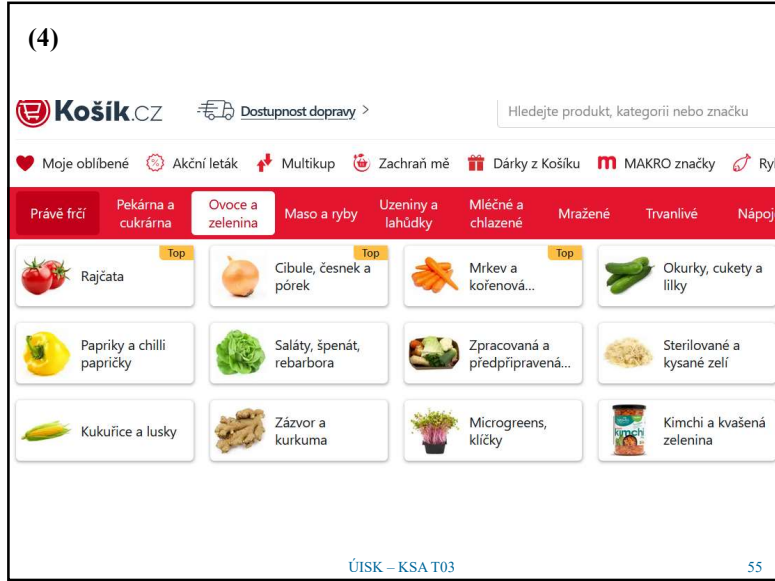 (4)
Košík.cz
Dostupnost dopravy >
Hledejte produkt, kategorii nebo značku
Moje oblíbené
Akční leták
Multikup
Zachraň mě
Dárky z Košíku
m MAKRO značky
Právě frčí
Pekárna a
cukrárna
Ovoce a
zelenina
Maso a ryby
Uzeniny a
lahůdky
Mléčné a
chlazené
Mražené
Trvanlivé
Nápoj
Top
Rajčata
Top
Cibule, česnek a
pórek
Top
Mrkev a
kořenová...
Okurky, cukety a
lilky
Papriky a chilli
papričky
Saláty, špenát,
rebarbora
Zpracovaná a
předpřipravená...
Sterilované a
kysané zelí
Kukuřice a lusky
Zázvor a
kurkuma
Microgreens,
klíčky
kimchi
Kimchi a kvašená
zelenina
ÚISK – KSA T03
55